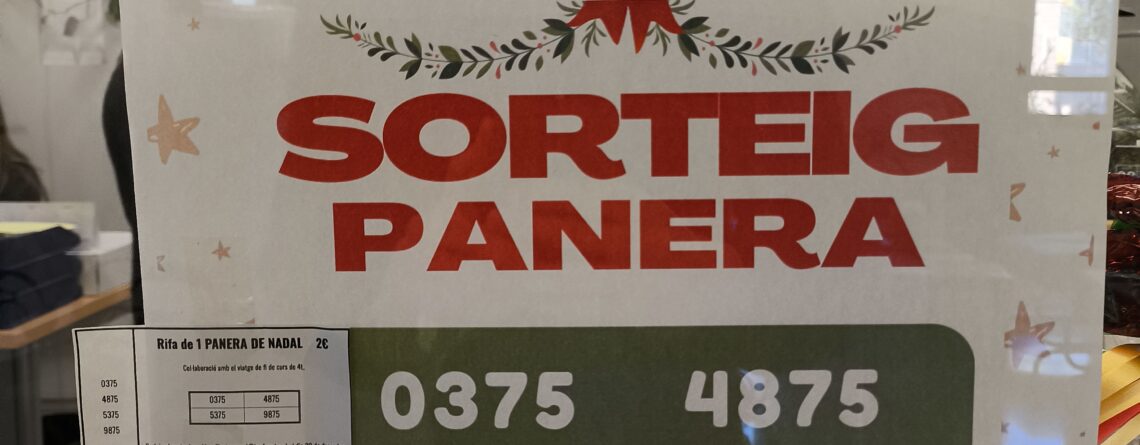 SORTEIG
PANERA
0375 4875
Rifa de 1 PANERA DE NADAL 2€
Col·laboració amb el viatge de fi de curs de 4t.
0375 4875
5375 9875
0375
4875
5375
9875